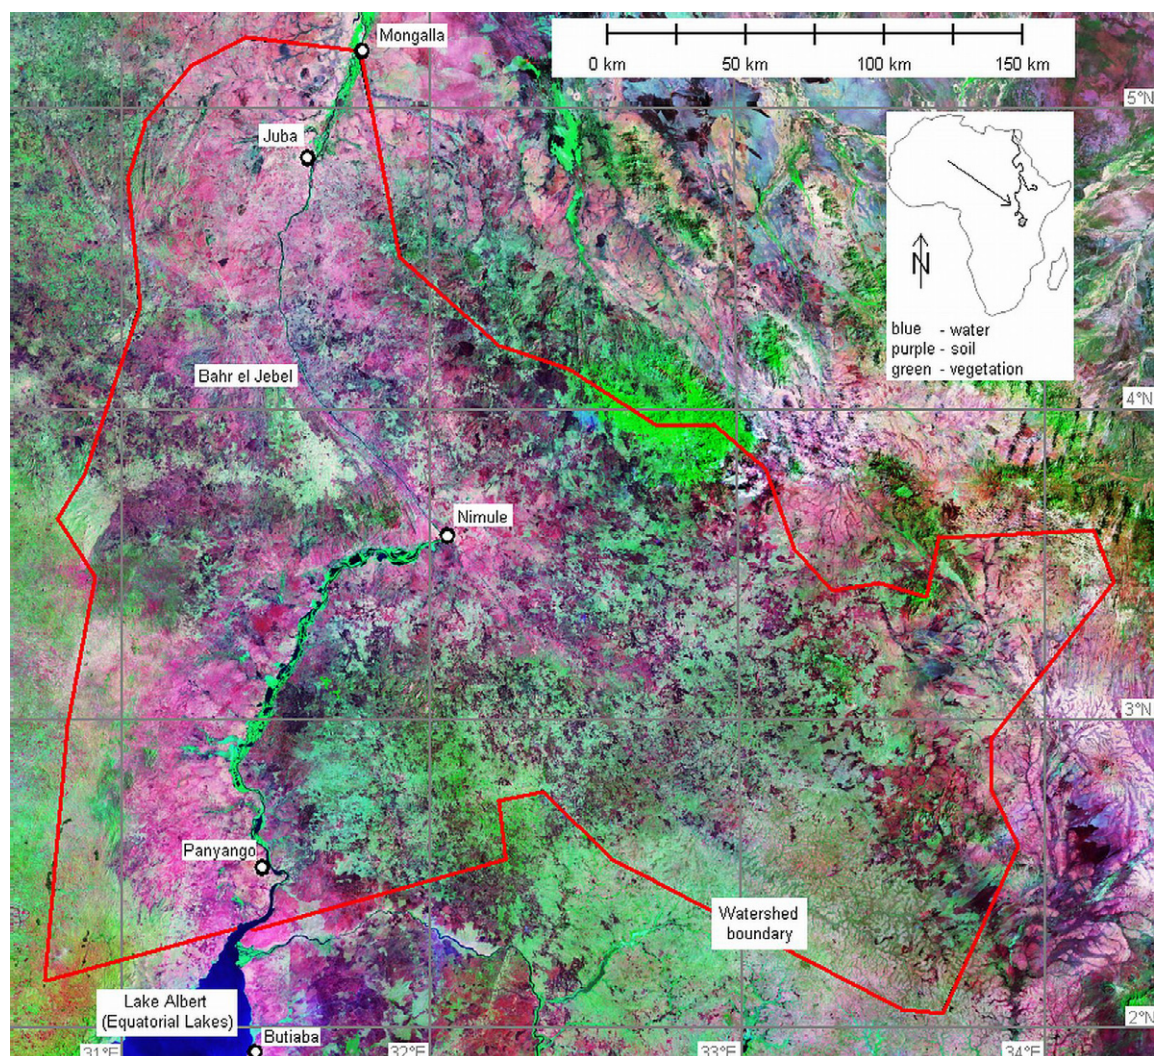 Mongalla
0 km 50 km 100 km 150 km
5°N
Juba
N
blue - water
purple - soil
green - vegetation
Bahr el Jebel
4°N
Nimule
3°N
Panyango
Watershed
boundary
Lake Albert
(Equatorial Lakes)
2°N
Butiaba
31°E 32°E 33°E 34°E